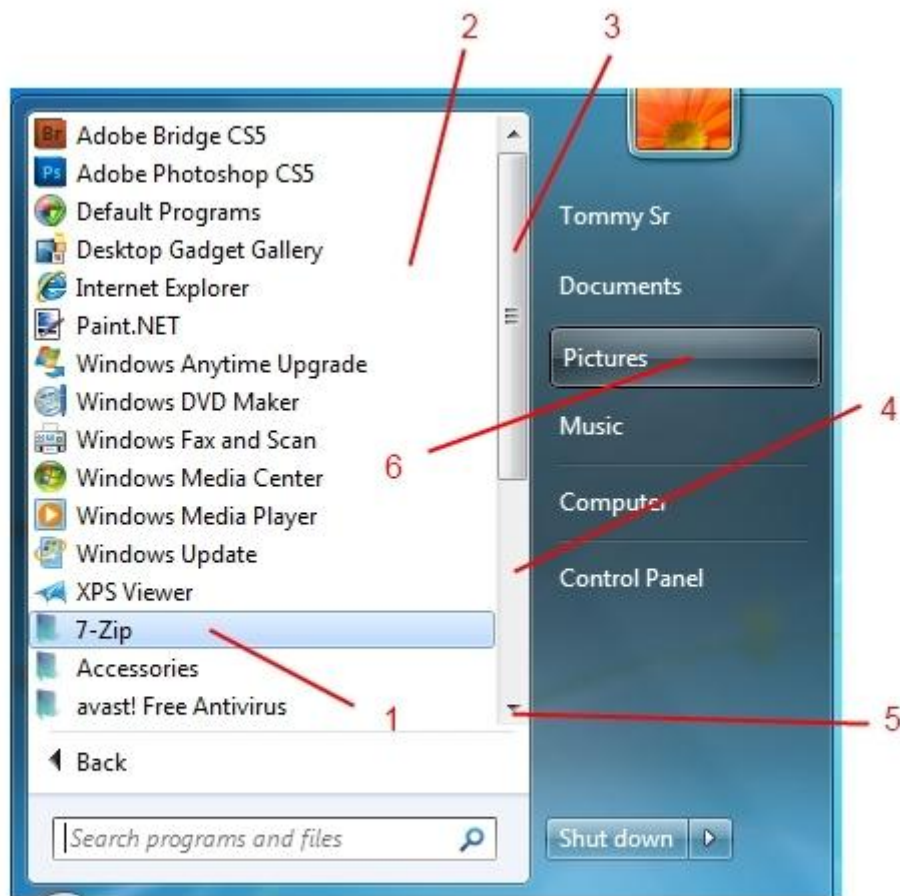 2
3
Br Adobe Bridge CS5
Ps Adobe Photoshop CS5
Default Programs
Desktop Gadget Gallery
Internet Explorer
Paint.NET
Windows Anytime Upgrade
Windows DVD Maker
Windows Fax and Scan
Windows Media Center
Windows Media Player
Windows Update
XPS Viewer
7-Zip
Accessories
avast! Free Antivirus
Back
Search programs and files
Tommy Sr
Documents
Pictures
Music
Computer
Control Panel
Shut down
6
4
1
5